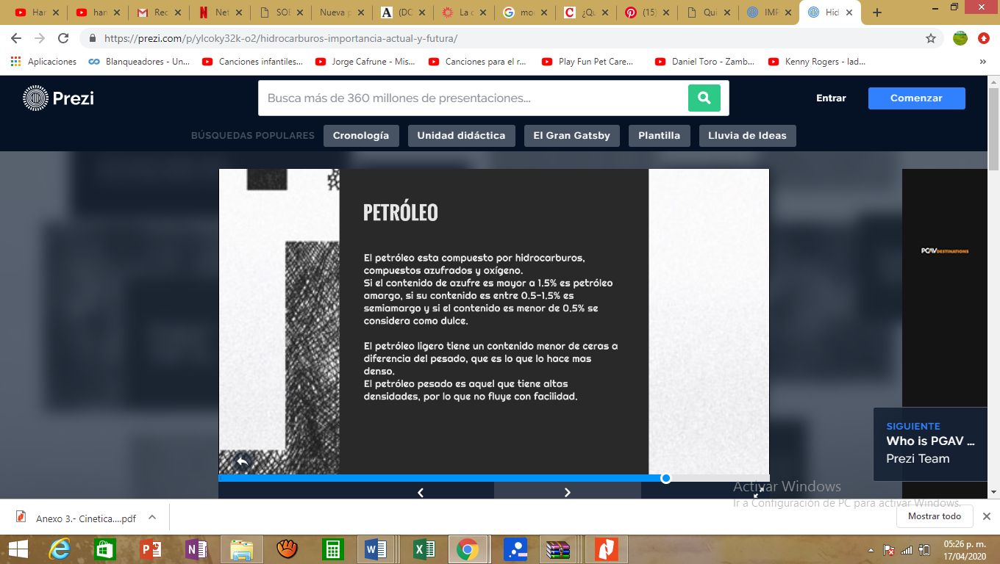 Har
har
Rec
Net
SOE
Nueva p
(DC
La c
mo
¿Qu
(15)
Qui
IMF
Hid
https://prezi.com/p/ylcoky32k-o2/hidrocarburos-importancia-actual-y-futura/
Aplicaciones
Blanqueadores - Un...
Canciones infantiles...
Jorge Cafrune - Mis...
Canciones para el r...
Play Fun Pet Care...
Daniel Toro - Zamb...
Kenny Rogers - lad...
»
Prezi
Busca más de 360 millones de presentaciones...
Entrar
Comenzar
BÚSQUEDAS POPULARES
Cronología
Unidad didáctica
El Gran Gatsby
Plantilla
Lluvia de Ideas
PETRÓLEO
El petróleo esta compuesto por hidrocarburos,
compuestos azufrados y oxígeno.
Si el contenido de azufre es mayor a 1.5% es petróleo
amargo, si su contenido es entre 0,5-1.5% es
semiamargo y si el contenido es menor de 0.5% se
considera como dulce.
El petróleo ligero tiene un contenido menor de ceras a
diferencia del pesado, que es lo que lo hace mas
denso.
El petróleo pesado es aquel que tiene altas
densidades, por lo que no fluye con facilidad.
PGAVDESTINATIONS
SIGUIENTE
Who is PGAV ...
Prezi Team
Activar Windows
Ir a Configuración de PC para activar Windows.
Anexo 3.- Cinetica....pdf
Mostrar todo
05:26 p. m.
17/04/2020